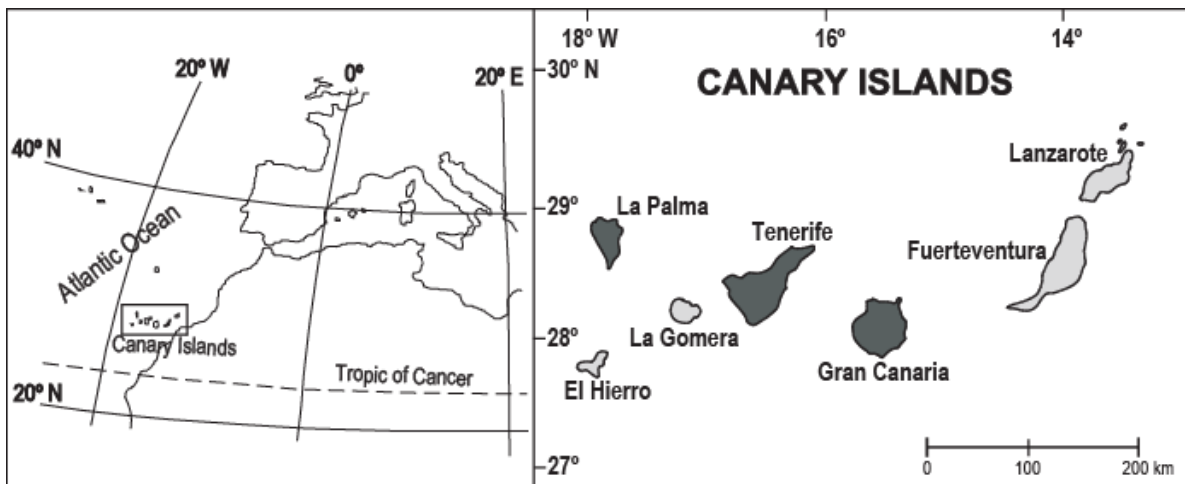 20º W
0º
20º E
40º N
Atlantic Ocean
Canary Islands
Tropic of Cancer
20º N
18º W
16º
14º
30º N
CANARY ISLANDS
Lanzarote
29º
La Palma
Tenerife
Fuerteventura
La Gomera
28º
El Hierro
Gran Canaria
27º
0
100
200 km